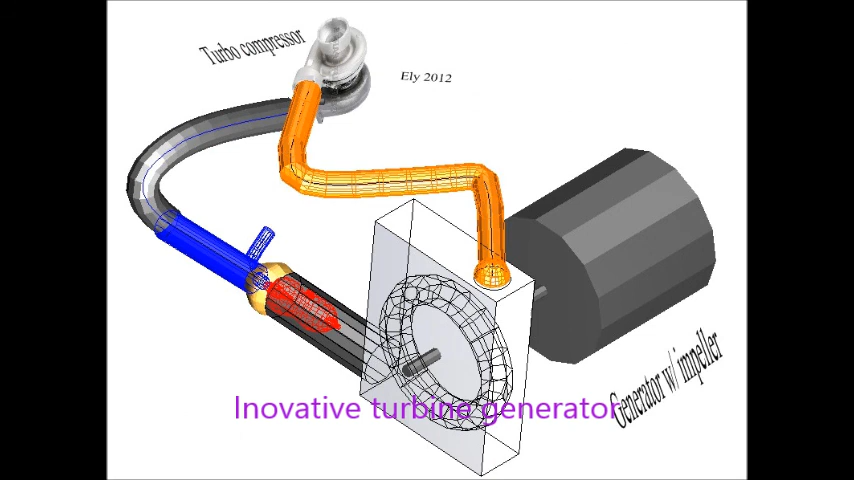 Turbo compressor
Ely 2012
Generator w/ impeller
Inovative turbine generator